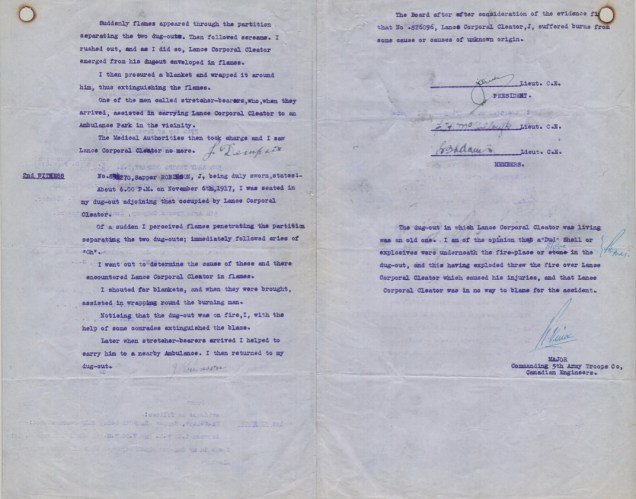 Suddenly flames appeared through the partition
separating the two dug-outs. Then followed screams. I
rushed out, and as I did so, Lance Corporal Cleator
emerged from his dugout enveloped in flames.
I then procured a blanket and wrapped it around
him, thus extinguishing the flames.
One of the men called stretcher-bearers,who,when they
arrived, assisted in carrying Lance Corporal Cleator to an
Ambulance Park in the vicinity.
The Medical Authorities then took charge and I saw
Lance Corporal Cleator no more.
2nd WITNESS
No. Sapper ROBINSON, J, being duly sworn, states:
About 6.00 P.M. on November 6th,1917, I was seated in
my dug-out adjoining that occupied by Lance Corporal
Cleator.
Of a sudden I perceived flames penetrating the partition
separating the two dug-outs; immediately followed cries of
"Oh".
I went out to determine the cause of these and there
encountered Lance Corporal Cleator in flames.
I shouted for blankets, and when they were brought,
assisted in wrapping round the burning man.
Noticing that the dug-out was on fire,I, with the
help of some comrades extinguished the blaze.
Later when stretcher-bearers arrived I helped to
carry him to a nearby Ambulance. I then returned to my
dug-out.
The Board after after consideration of the evidence
that No Lance Corporal Cleator,J, suffered burns from
some cause or causes of unknown origin.
Lieut. C.E.
PRESIDENT.
Lieut. C.E.
Lieut. C.E.
MEMBERS.
The dug-out in which Lance Corporal Cleator was living
was an old one. I am of the opinion that a "Dud" Shell or
explosives were underneath the fire-place or stove in the
dug-out, and this having exploded threw the fire over Lance
Corporal Cleator which caused his injuries, and that Lance
Corporal Cleator was in no way to blame for the accident.
MAJOR
Commanding 5th Army Troops Co,
Canadian Engineers.